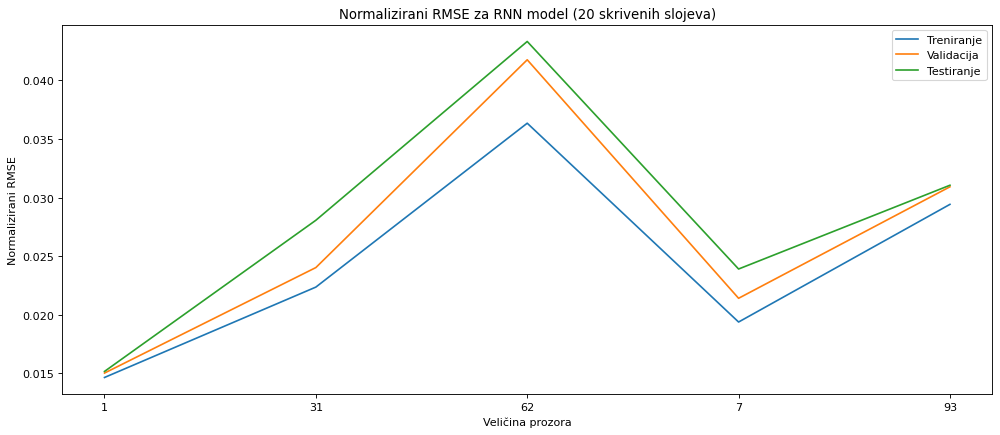 Normalizirani RMSE za RNN model (20 skrivenih slojeva)
Treniranje
Validacija
Testiranje
Normalizirani RMSE
0.040
0.035
0.030
0.025
0.020
0.015
1 31 62 7 93
Veličina prozora